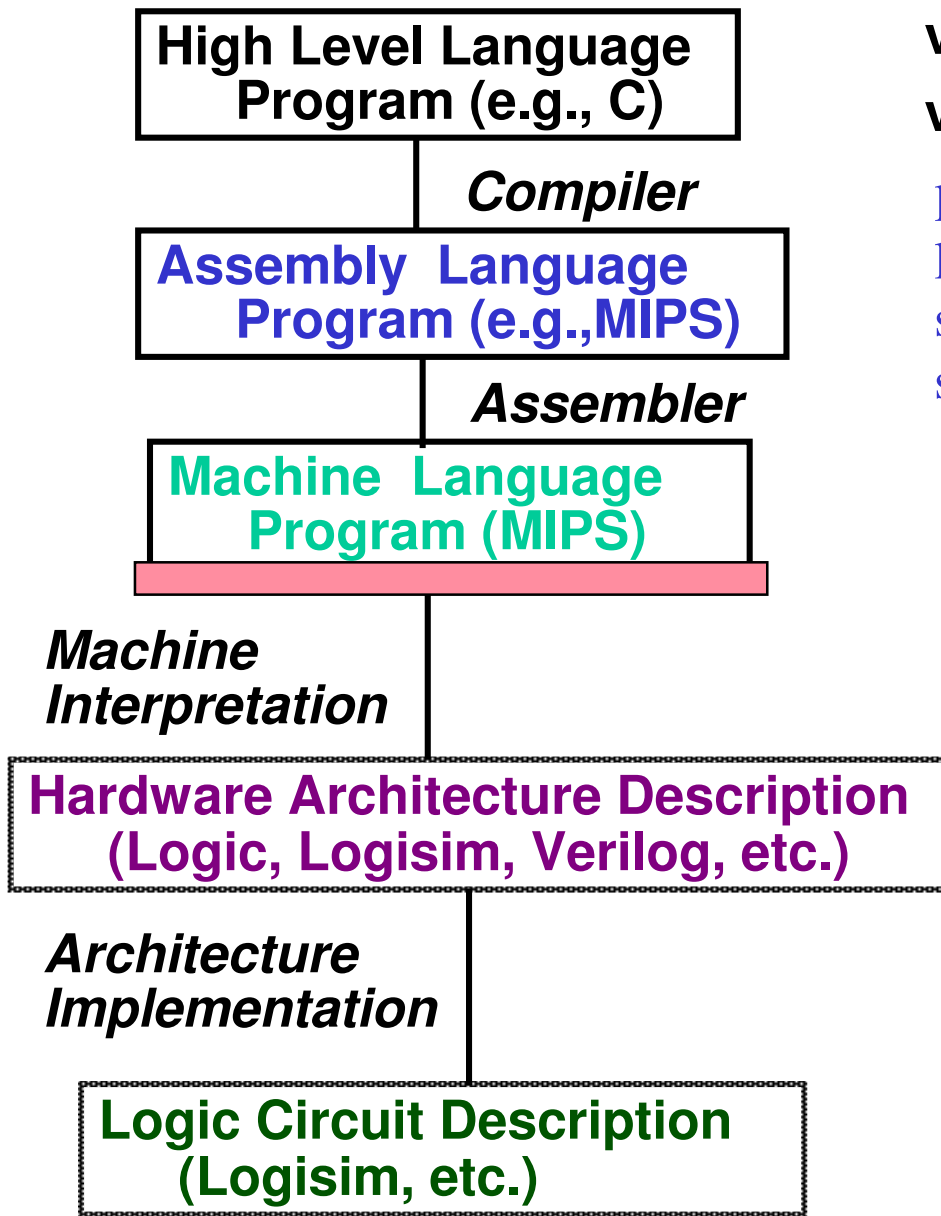 High Level Language
Program (e.g., C)
Compiler
Assembly Language
Program (e.g.,MIPS)
Assembler
Machine Language
Program (MIPS)
Machine
Interpretation
Hardware Architecture Description
(Logic, Logisim, Verilog, etc.)
Architecture
Implementation
Logic Circuit Description
(Logisim, etc.)